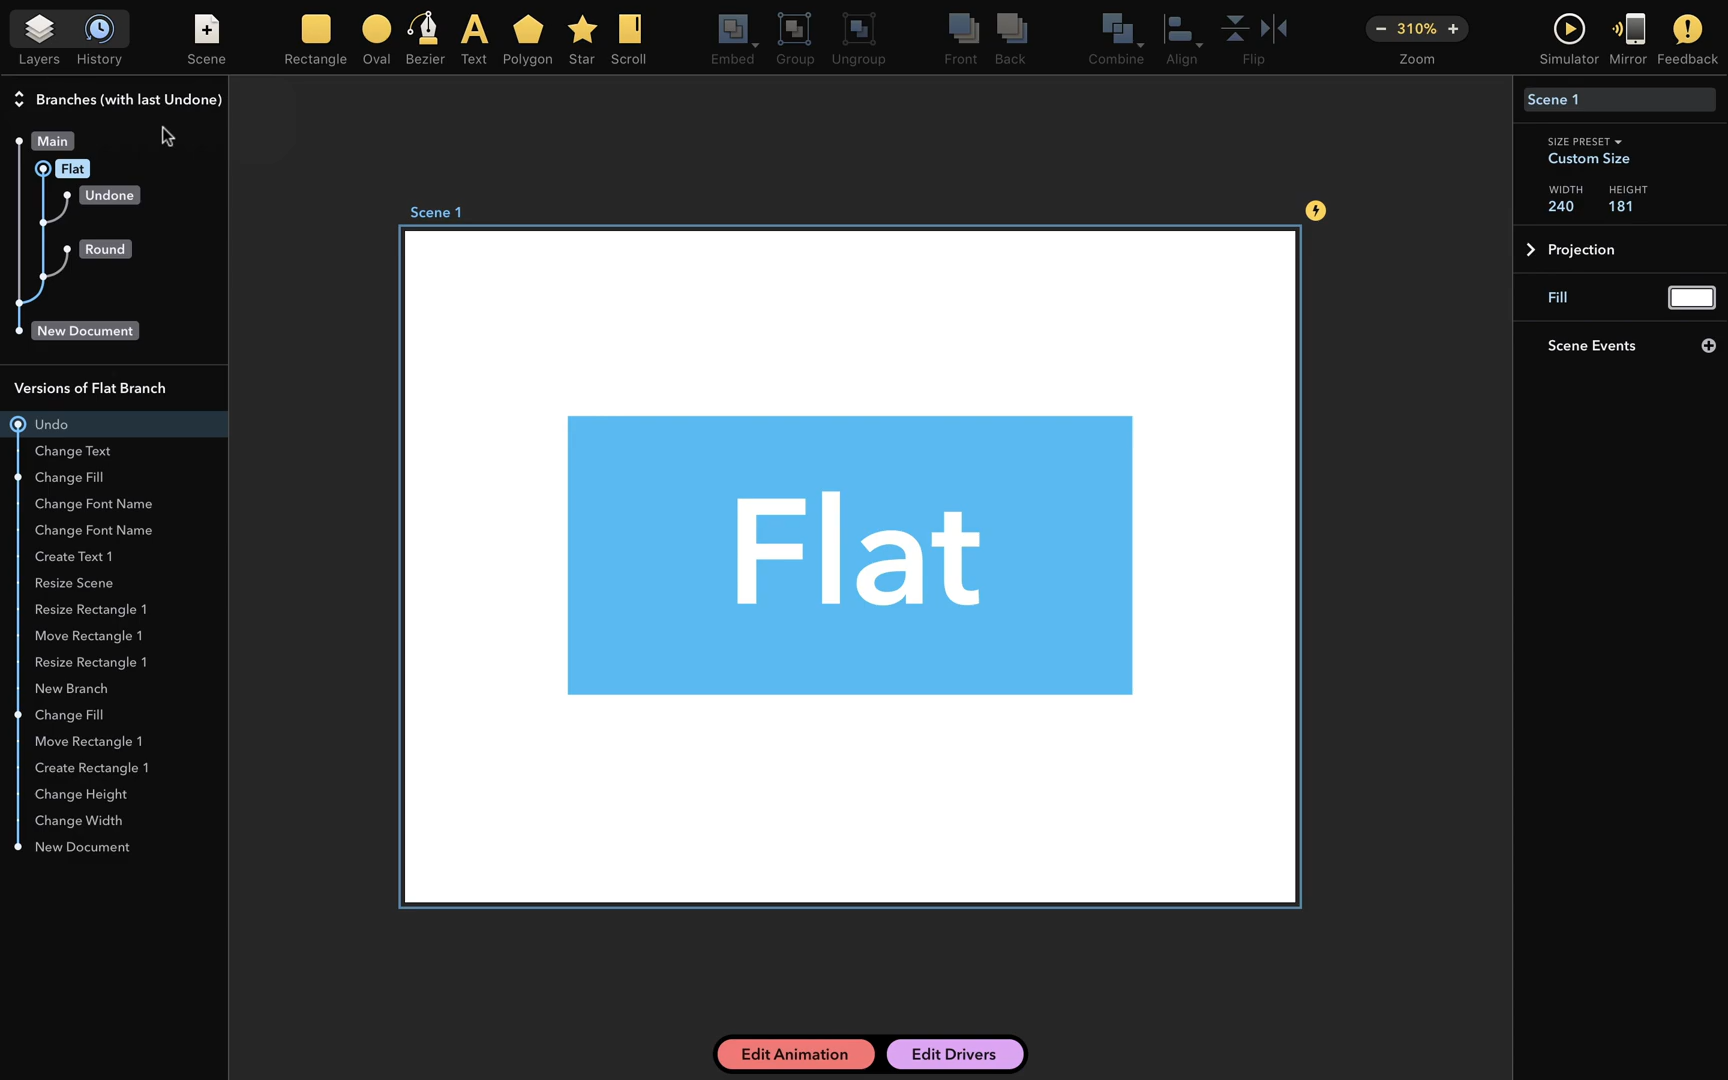 Layers History Scene Rectangle Oval Bezier Text Polygon Star Scroll Embed Group Ungroup Front Back Combine Align Flip 310% Zoom Simulator Mirror Feedback
Branches (with last Undone)
Main
Flat
Undone
Round
New Document
Versions of Flat Branch
Undo
Change Text
Change Fill
Change Font Name
Change Font Name
Create Text 1
Resize Scene
Resize Rectangle 1
Move Rectangle 1
Resize Rectangle 1
New Branch
Change Fill
Move Rectangle 1
Create Rectangle 1
Change Height
Change Width
New Document
Scene 1
Flat
Edit Animation Edit Drivers
Scene 1
SIZE PRESET
Custom Size
WIDTH HEIGHT
240 181
Projection
Fill
Scene Events